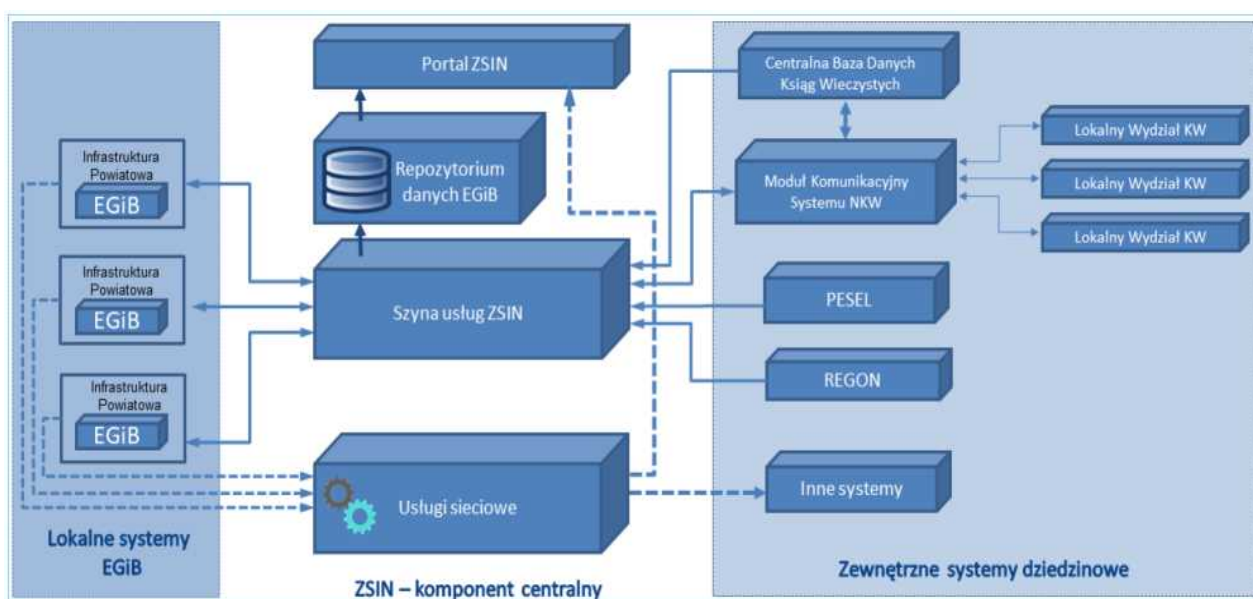 Portal ZSIN
Repozytorium
danych EGiB
Szyna usług ZSIN
Usługi sieciowe
ZSIN – komponent centralny
Infrastruktura
Powiatowa
EGiB
Infrastruktura
Powiatowa
EGiB
Infrastruktura
Powiatowa
EGiB
Lokalne systemy
EGiB
Centralna Baza Danych
Ksiąg Wieczystych
Moduł Komunikacyjny
Systemu NKW
Lokalny Wydział KW
Lokalny Wydział KW
Lokalny Wydział KW
PESEL
REGON
Inne systemy
Zewnętrzne systemy dziedzinowe